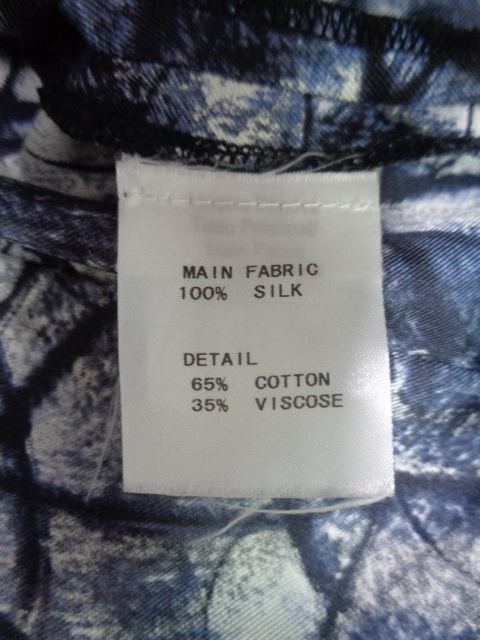 MAIN FABRIC
100% SILK
DETAIL
65% COTTON
35% VISCOSE